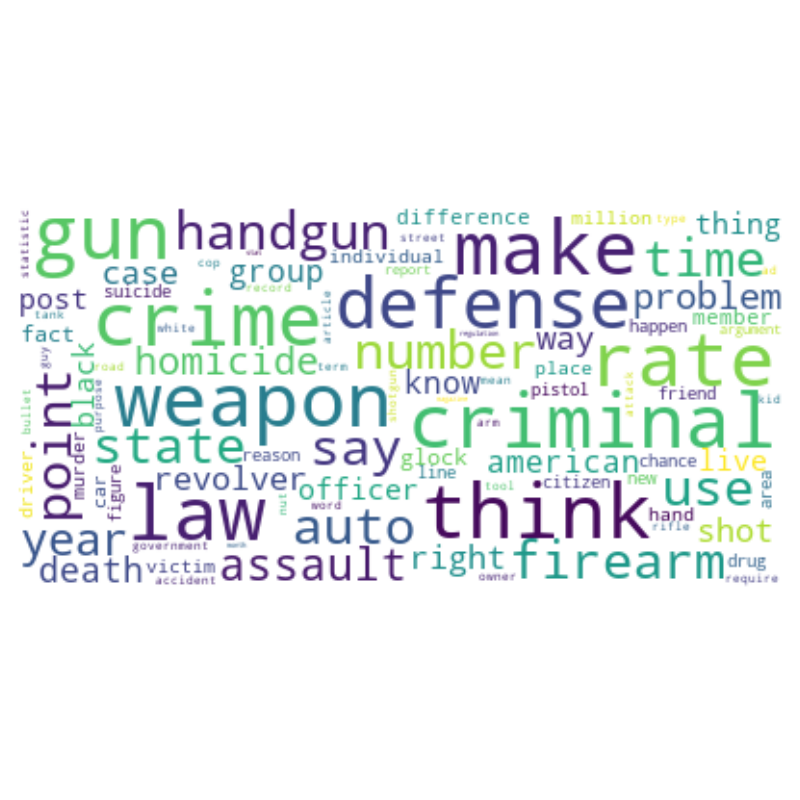 statistic
gun
handgun
difference
million
type
thing
street
make
time
cop
individual
case
group
report
ad
post
suicide
record
defense
problem
tank
crime
white
article
member
fact
regulation
happen
argument
number
way
guy
black
road
homicide
term
rate
place
know
mean
point
purpose
weapon
shotgun
pistol
attack
friend
kid
bullet
criminal
arm
state
say
murder
reason
glock
american
chance
live
driver
car
figure
revolver
line
officer
tool
citizen
new
use
area
nut
law
word
think
hand
year
auto
rifle
shot
government
death
victim
assault
right
firearm
drug
accident
owner
require